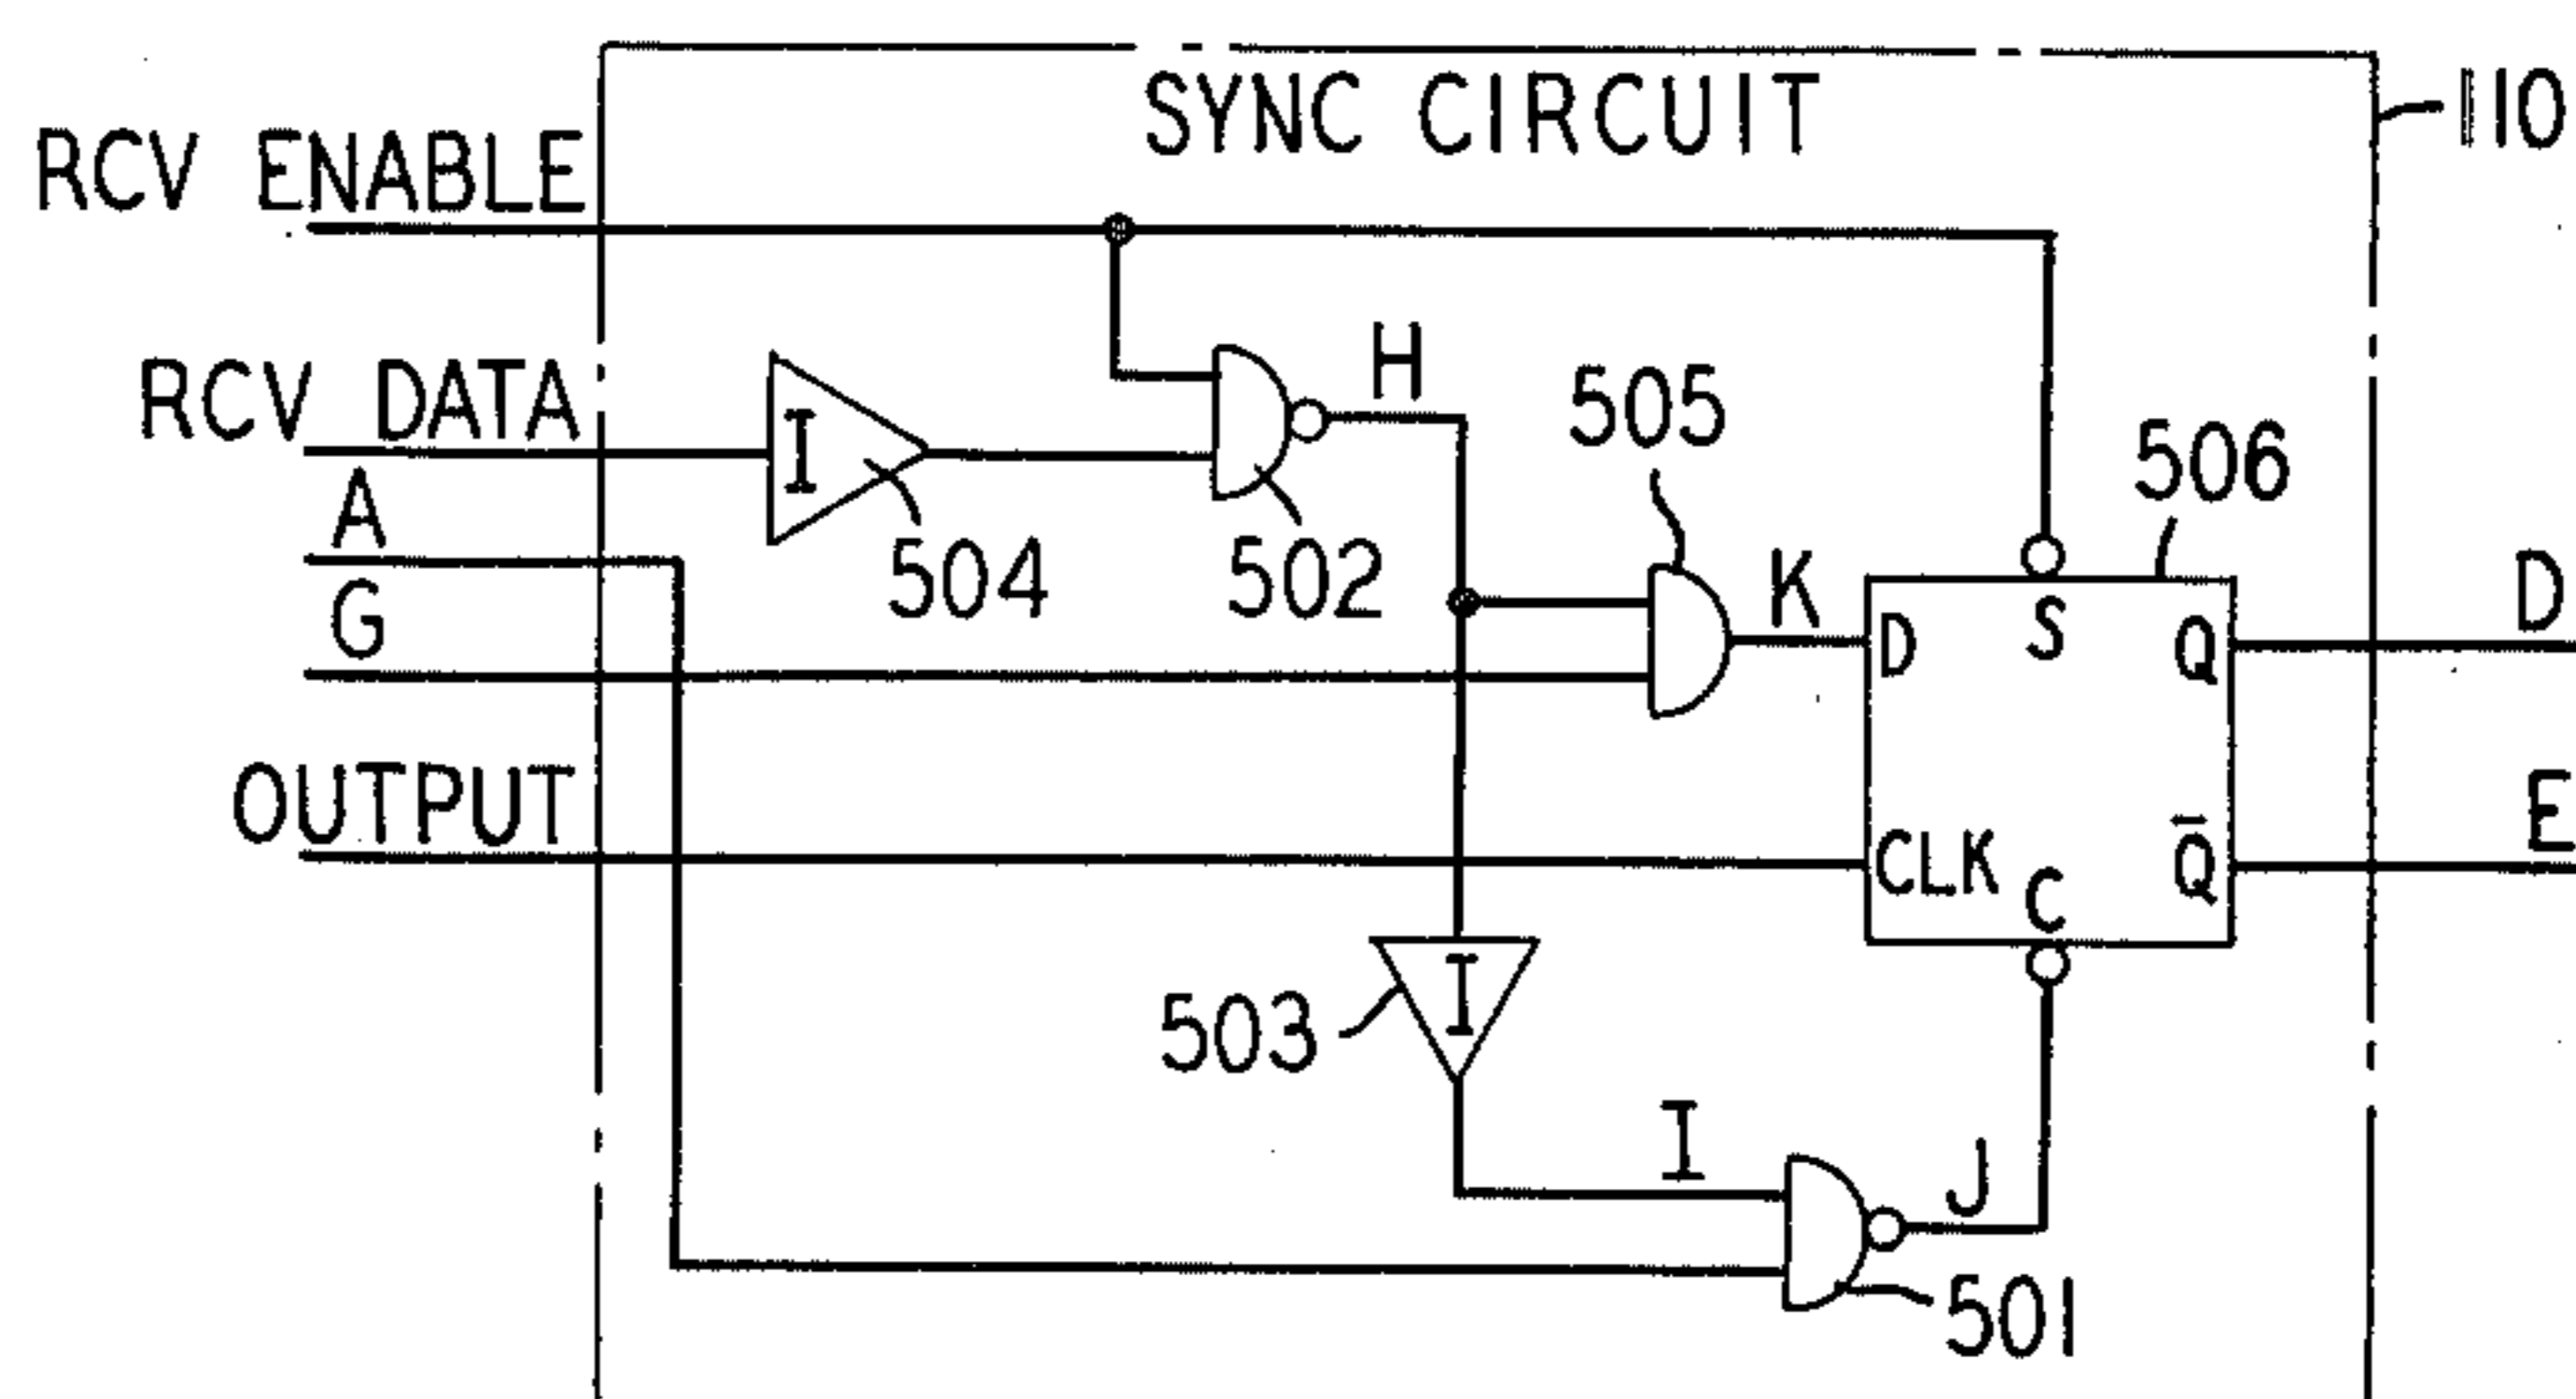 SYNC CIRCUIT
110
RCV ENABLE
RCV DATA
I
H
504
502
505
506
A
G
K
D
S
Q
D
OUTPUT
CLK
C
Q̅
E
503
I
I
J
501